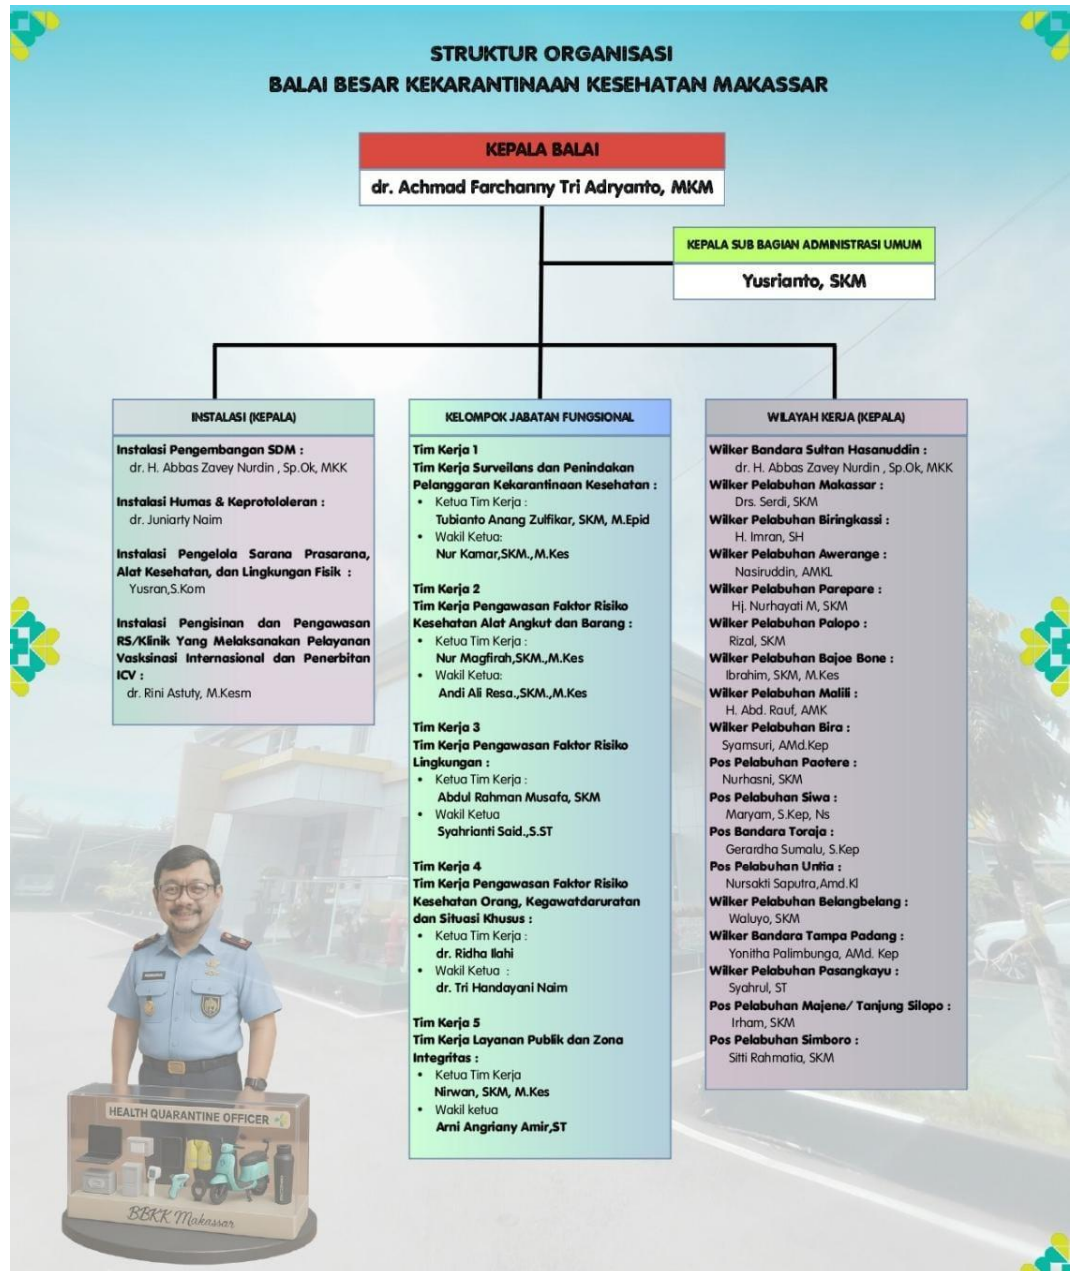 STRUKTUR ORGANISASI
BALAI BESAR KEKARANTINAAN KESEHATAN MAKASSAR
KEPALA BALAI
dr. Achmad Farchanny Tri Adryanto, MKM
KEPALA SUB BAGIAN ADMINISTRASI UMUM
Yusrianto, SKM
INSTALASI (KEPALA)
Instalasi Pengembangan SDM :
dr. H. Abbas Zavey Nurdin , Sp.Ok, MKK
Instalasi Humas & Keprotololeran :
dr. Juniarty Naim
Instalasi Pengelola Sarana Prasarana,
Alat Kesehatan, dan Lingkungan Fisik :
Yusran,S.Kom
Instalasi Pengisinan dan Pengawasan
RS/Klinik Yang Melaksanakan Pelayanan
Vasksinasi Internasional dan Penerbitan
ICV :
dr. Rini Astuty, M.Kesm
KELOMPOK JABATAN FUNGSIONAL
Tim Kerja 1
Tim Kerja Surveilans dan Penindakan
Pelanggaran Kekarantinaan Kesehatan :
• Ketua Tim Kerja :
Tubianto Anang Zulfikar, SKM, M.Epid
• Wakil Ketua:
Nur Kamar,SKM.,M.Kes
Tim Kerja 2
Tim Kerja Pengawasan Faktor Risiko
Kesehatan Alat Angkut dan Barang :
• Ketua Tim Kerja :
Nur Magfirah,SKM.,M.Kes
• Wakil Ketua:
Andi Ali Resa.,SKM.,M.Kes
Tim Kerja 3
Tim Kerja Pengawasan Faktor Risiko
Lingkungan :
• Ketua Tim Kerja :
Abdul Rahman Musafa, SKM
• Wakil Ketua
Syahrianti Said.,S.ST
Tim Kerja 4
Tim Kerja Pengawasan Faktor Risiko
Kesehatan Orang, Kegawatdaruratan
dan Situasi Khusus :
• Ketua Tim Kerja :
dr. Ridha Ilahi
• Wakil Ketua :
dr. Tri Handayani Naim
Tim Kerja 5
Tim Kerja Layanan Publik dan Zona
Integritas :
• Ketua Tim Kerja
Nirwan, SKM, M.Kes
• Wakil ketua
Arni Angriany Amir,ST
WILAYAH KERJA (KEPALA)
Wilker Bandara Sultan Hasanuddin :
dr. H. Abbas Zavey Nurdin , Sp.Ok, MKK
Wilker Pelabuhan Makassar :
Drs. Serdi, SKM
Wilker Pelabuhan Biringkassi :
H. Imran, SH
Wilker Pelabuhan Awerange :
Nasiruddin, AMKL
Wilker Pelabuhan Parepare :
Hj. Nurhayati M, SKM
Wilker Pelabuhan Palopo :
Rizal, SKM
Wilker Pelabuhan Bajoe Bone :
Ibrahim, SKM, M.Kes
Wilker Pelabuhan Malili :
H. Abd. Rauf, AMK
Wilker Pelabuhan Bira :
Syamsuri, AMd.Kep
Pos Pelabuhan Paotere :
Nurhasni, SKM
Pos Pelabuhan Siwa :
Maryam, S.Kep, Ns
Pos Bandara Toraja :
Gerardha Sumalu, S.Kep
Pos Pelabuhan Untia :
Nursakti Saputra,Amd.Kl
Wilker Pelabuhan Belangbelang :
Waluyo, SKM
Wilker Bandara Tampa Padang :
Yonitha Palimbunga, AMd. Kep
Wilker Pelabuhan Pasangkayu :
Syahrul, ST
Pos Pelabuhan Majene/ Tanjung Silopo :
Irham, SKM
Pos Pelabuhan Simboro :
Sitti Rahmatia, SKM
HEALTH QUARANTINE OFFICER
BBKK Makassar